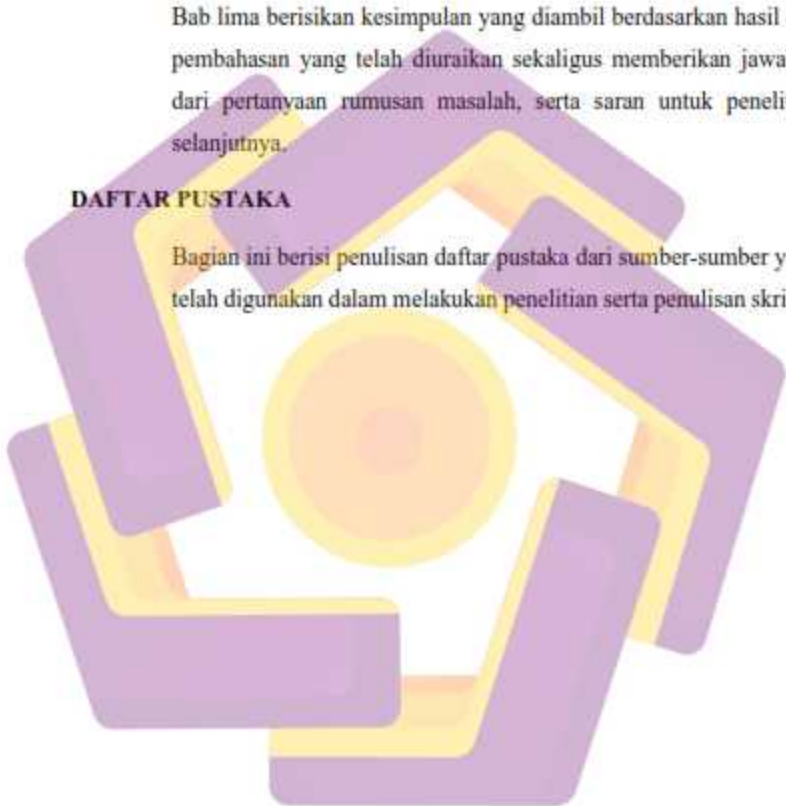 Bab lima berisikan kesimpulan yang diambil berdasarkan hasil
pembahasan yang telah diuraikan sekaligus memberikan jawa
dari pertanyaan rumusan masalah, serta saran untuk penelit
selanjutnya.
DAFTAR PUSTAKA
Bagian ini berisi penulisan daftar pustaka dari sumber-sumber y
telah digunakan dalam melakukan penelitian serta penulisan skri